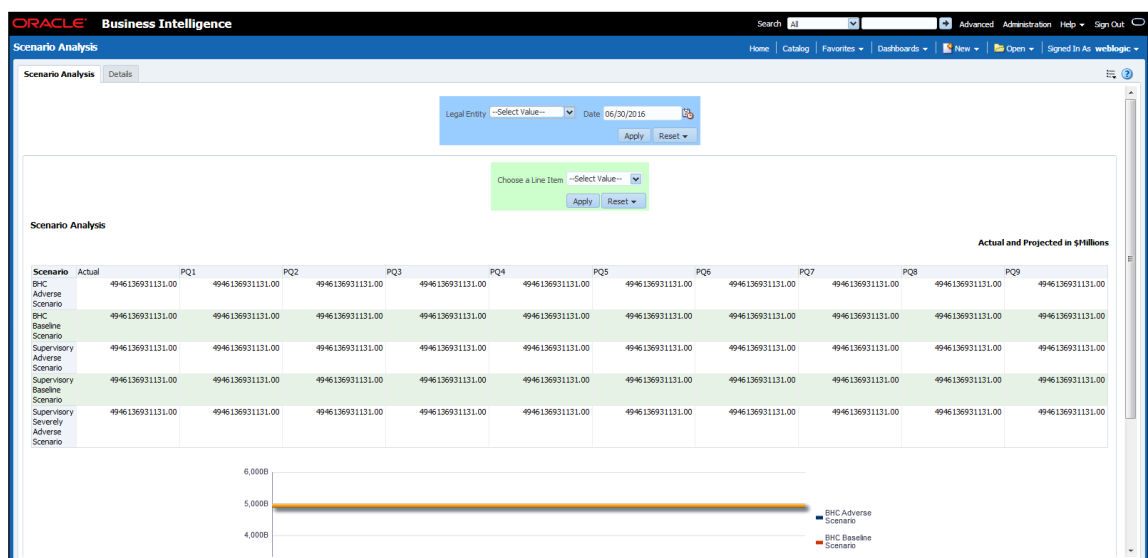 ORACLE Business Intelligence
Search All Advanced Administration Help Sign Out
Scenario Analysis
Home Catalog Favorites Dashboards New Open Signed In As weblogic
Scenario Analysis Details
Legal Entity --Select Value-- Date 06/30/2016
Apply Reset
Choose a Line Item --Select Value--
Apply Reset
Scenario Analysis
Actual and Projected in $Millions
Scenario Actual PQ1 PQ2 PQ3 PQ4 PQ5 PQ6 PQ7 PQ8 PQ9
BHC 4946136931131.00 4946136931131.00 4946136931131.00 4946136931131.00 4946136931131.00 4946136931131.00 4946136931131.00 4946136931131.00 4946136931131.00 4946136931131.00
Adverse
Scenario
BHC 4946136931131.00 4946136931131.00 4946136931131.00 4946136931131.00 4946136931131.00 4946136931131.00 4946136931131.00 4946136931131.00 4946136931131.00 4946136931131.00
Baseline
Scenario
Supervisory 4946136931131.00 4946136931131.00 4946136931131.00 4946136931131.00 4946136931131.00 4946136931131.00 4946136931131.00 4946136931131.00 4946136931131.00 4946136931131.00
Adverse
Scenario
Supervisory 4946136931131.00 4946136931131.00 4946136931131.00 4946136931131.00 4946136931131.00 4946136931131.00 4946136931131.00 4946136931131.00 4946136931131.00 4946136931131.00
Baseline
Scenario
Supervisory 4946136931131.00 4946136931131.00 4946136931131.00 4946136931131.00 4946136931131.00 4946136931131.00 4946136931131.00 4946136931131.00 4946136931131.00 4946136931131.00
Severely
Adverse
Scenario
6,000B
5,000B
4,000B
BHC Adverse
Scenario
BHC Baseline
Scenario